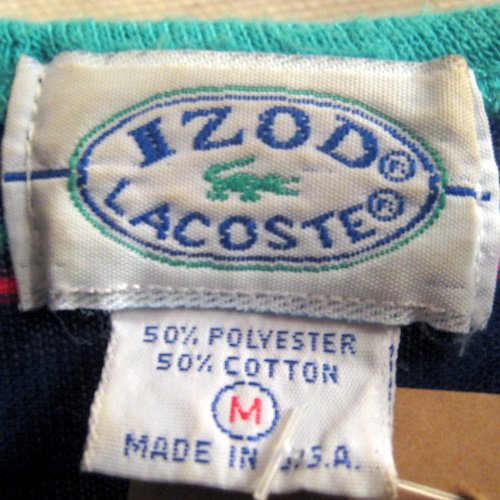 IZOD®
LACOSTE®
50% POLYESTER
50% COTTON
M
MADE IN U.S.A.